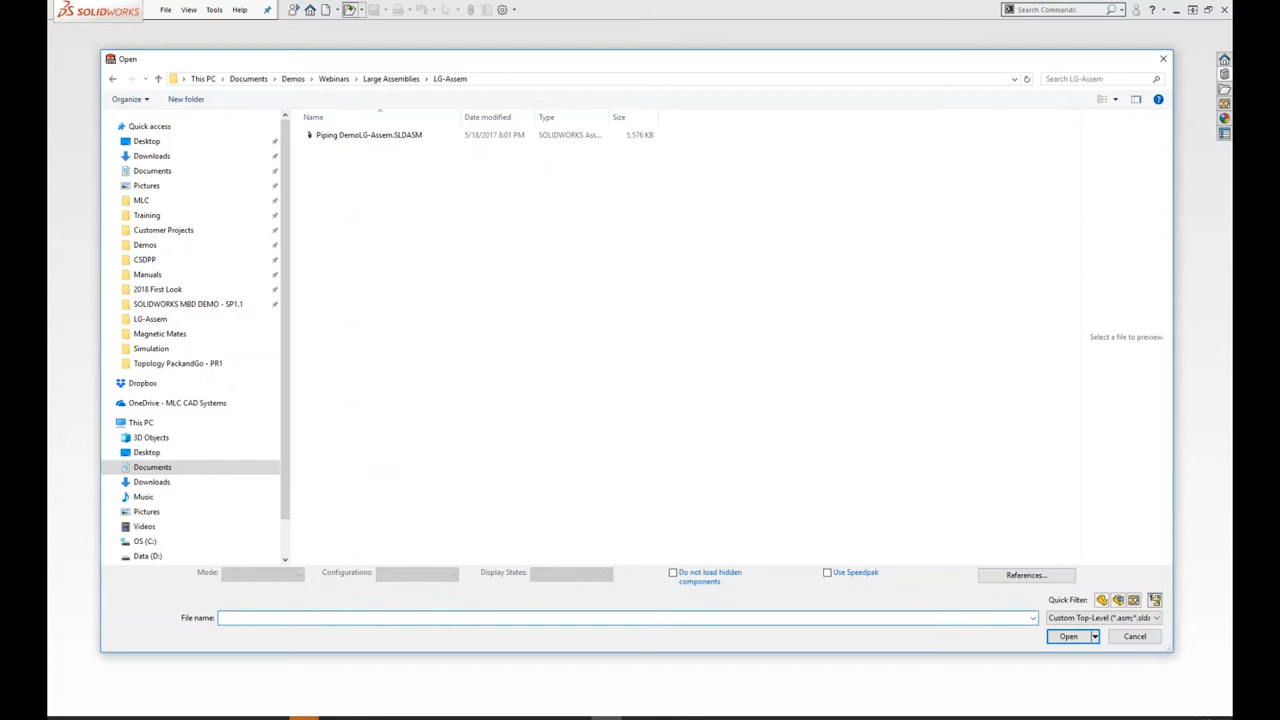 SOLIDWORKS File View Tools Help Search Commands
Open
This PC Documents Demos Webinars Large Assemblies LG-Assem Search LG-Assem
Organize New folder
Name Date modified Type Size
Piping DemoLG-Assem.SLDASM 5/18/2017 8:01 PM SOLIDWORKS Ass... 5,576 KB
Quick access
Desktop
Downloads
Documents
Pictures
MLC
Training
Customer Projects
Demos
CSDPP
Manuals
2018 First Look
SOLIDWORKS MBD DEMO - SP1.1
LG-Assem
Magnetic Mates
Simulation
Topology PackandGo - PR1
Dropbox
OneDrive - MLC CAD Systems
This PC
3D Objects
Desktop
Documents
Downloads
Music
Pictures
Videos
OS (C:)
Data (D:)
Select a file to preview.
Mode: Configurations: Display States: Do not load hidden components Use Speedpak References...
Quick Filter:
File name: Custom Top-Level (*.asm;*.slda
Open Cancel